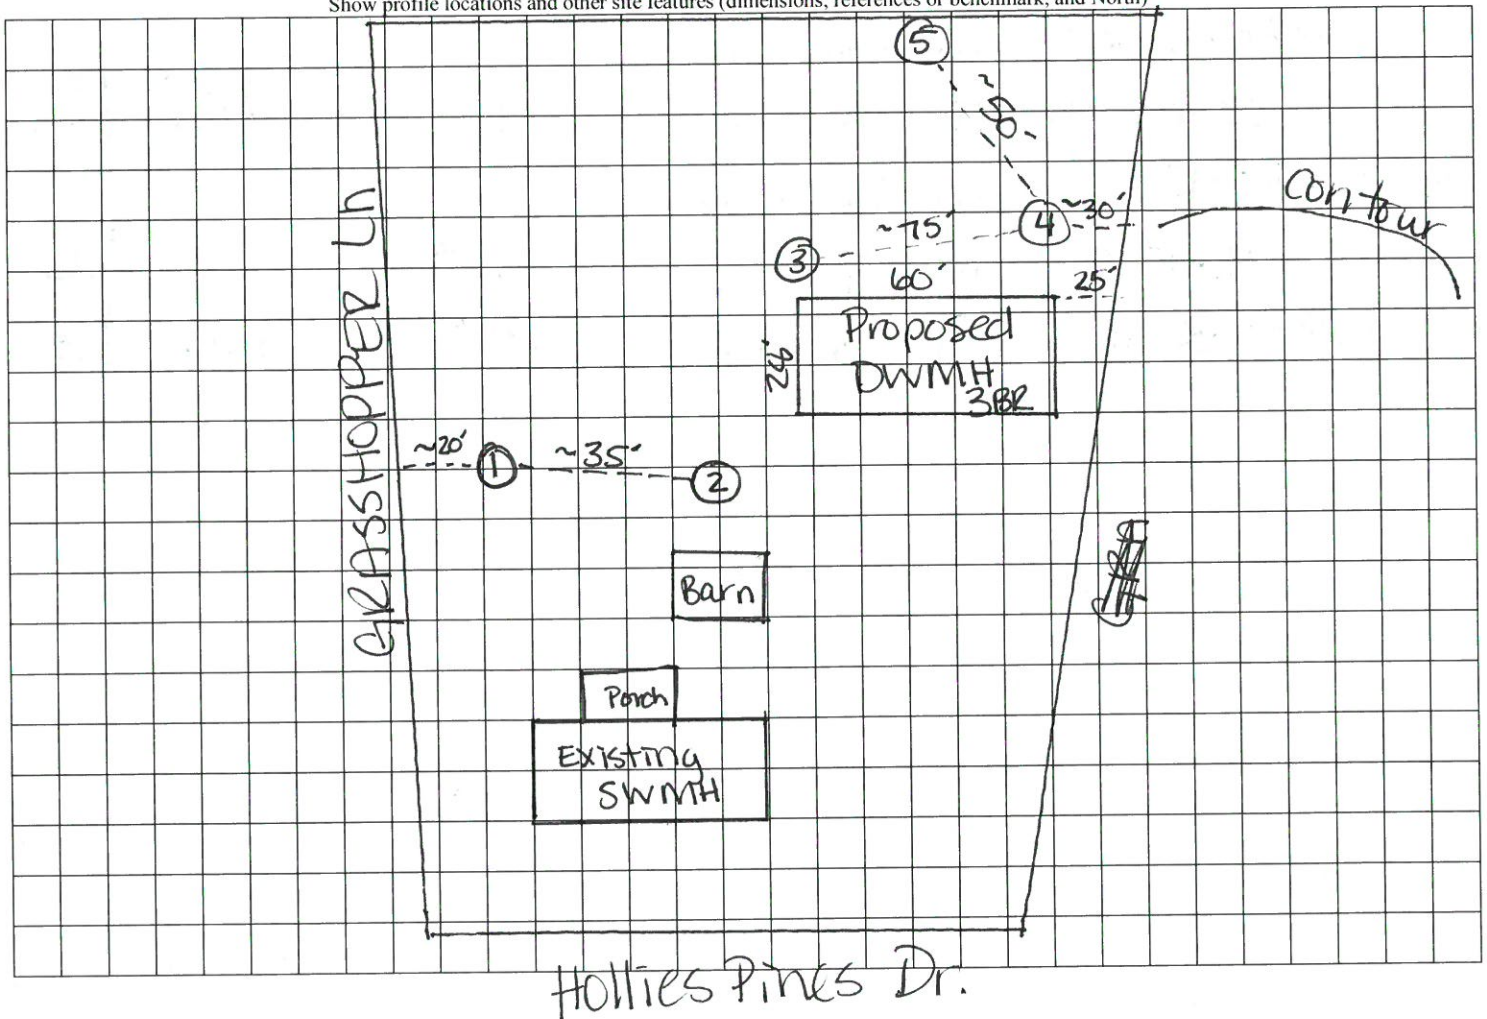 Show profile locations and other site features (dimensions, references or benchmark, and North)
5
~50'
Contour
4
~30'
~75'
3
60'
25'
Proposed
DWMH
3BR
GRASSHOPPER Ln
~20'
1
~35'
2
Barn
Porch
Existing
SWMH
Hollies Pines Dr.